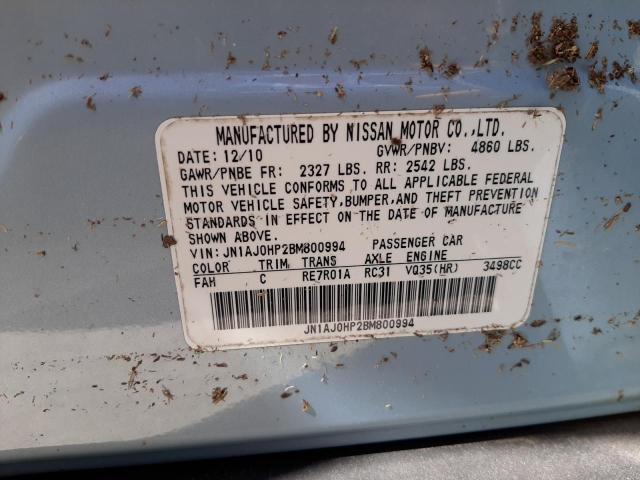 MANUFACTURED BY NISSAN MOTOR CO.,LTD.
DATE: 12/10 GVWR/PNBV: 4860 LBS.
GAWR/PNBE FR: 2327 LBS. RR: 2542 LBS.
THIS VEHICLE CONFORMS TO ALL APPLICABLE FEDERAL
MOTOR VEHICLE SAFETY,BUMPER,AND THEFT PREVENTION
STANDARDS IN EFFECT ON THE DATE OF MANUFACTURE
SHOWN ABOVE.
VIN: JN1AJ0HP2BM800994 PASSENGER CAR
COLOR TRIM TRANS AXLE ENGINE
FAH C RE7R01A RC31 VQ35(HR) 3498CC
JN1AJ0HP2BM800994